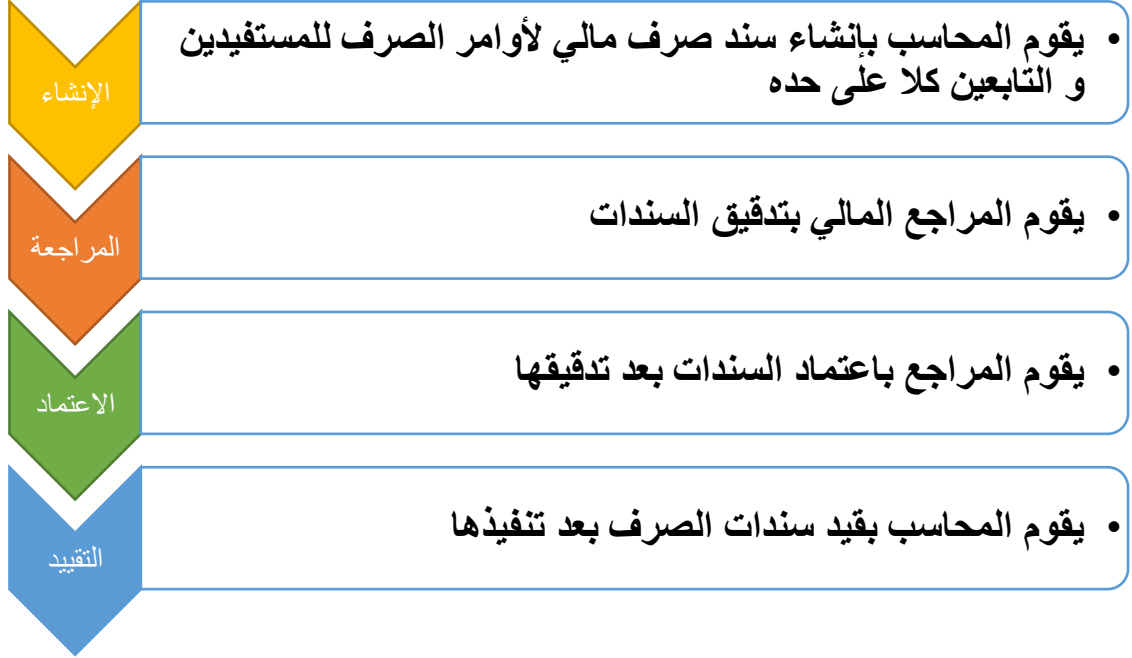 الإنشاء
• يقوم المحاسب بإنشاء سند صرف مالي لأوامر الصرف للمستفيدين
و التابعين كلا على حده
المراجعة
• يقوم المراجع المالي بتدقيق السندات
الاعتماد
• يقوم المراجع باعتماد السندات بعد تدقيقها
التقييد
• يقوم المحاسب بقيد سندات الصرف بعد تنفيذها